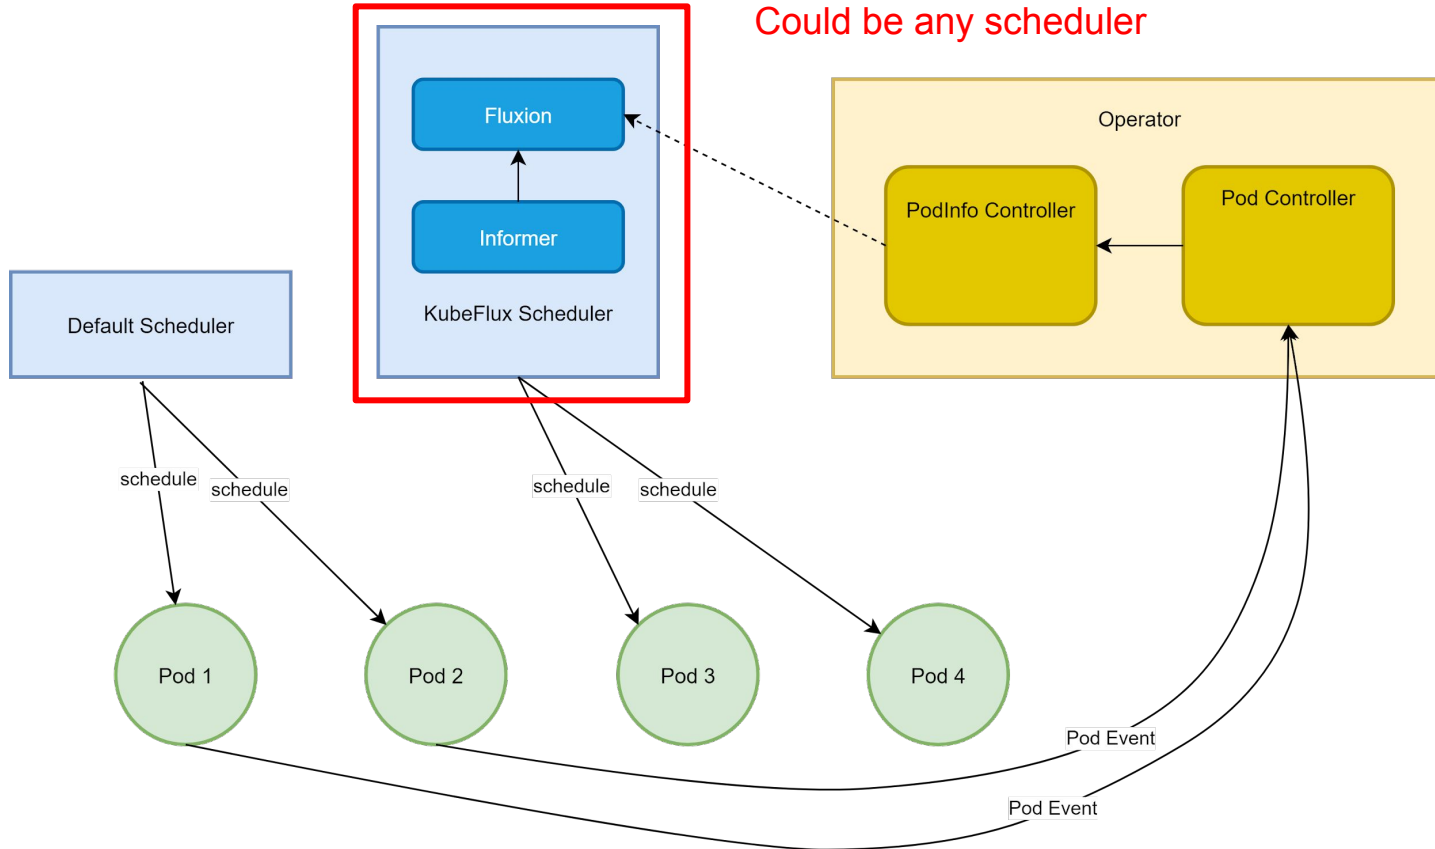 Could be any scheduler
Fluxion
Operator
PodInfo Controller
Pod Controller
Informer
KubeFlux Scheduler
Default Scheduler
schedule
schedule
schedule
schedule
Pod 1
Pod 2
Pod 3
Pod 4
Pod Event
Pod Event